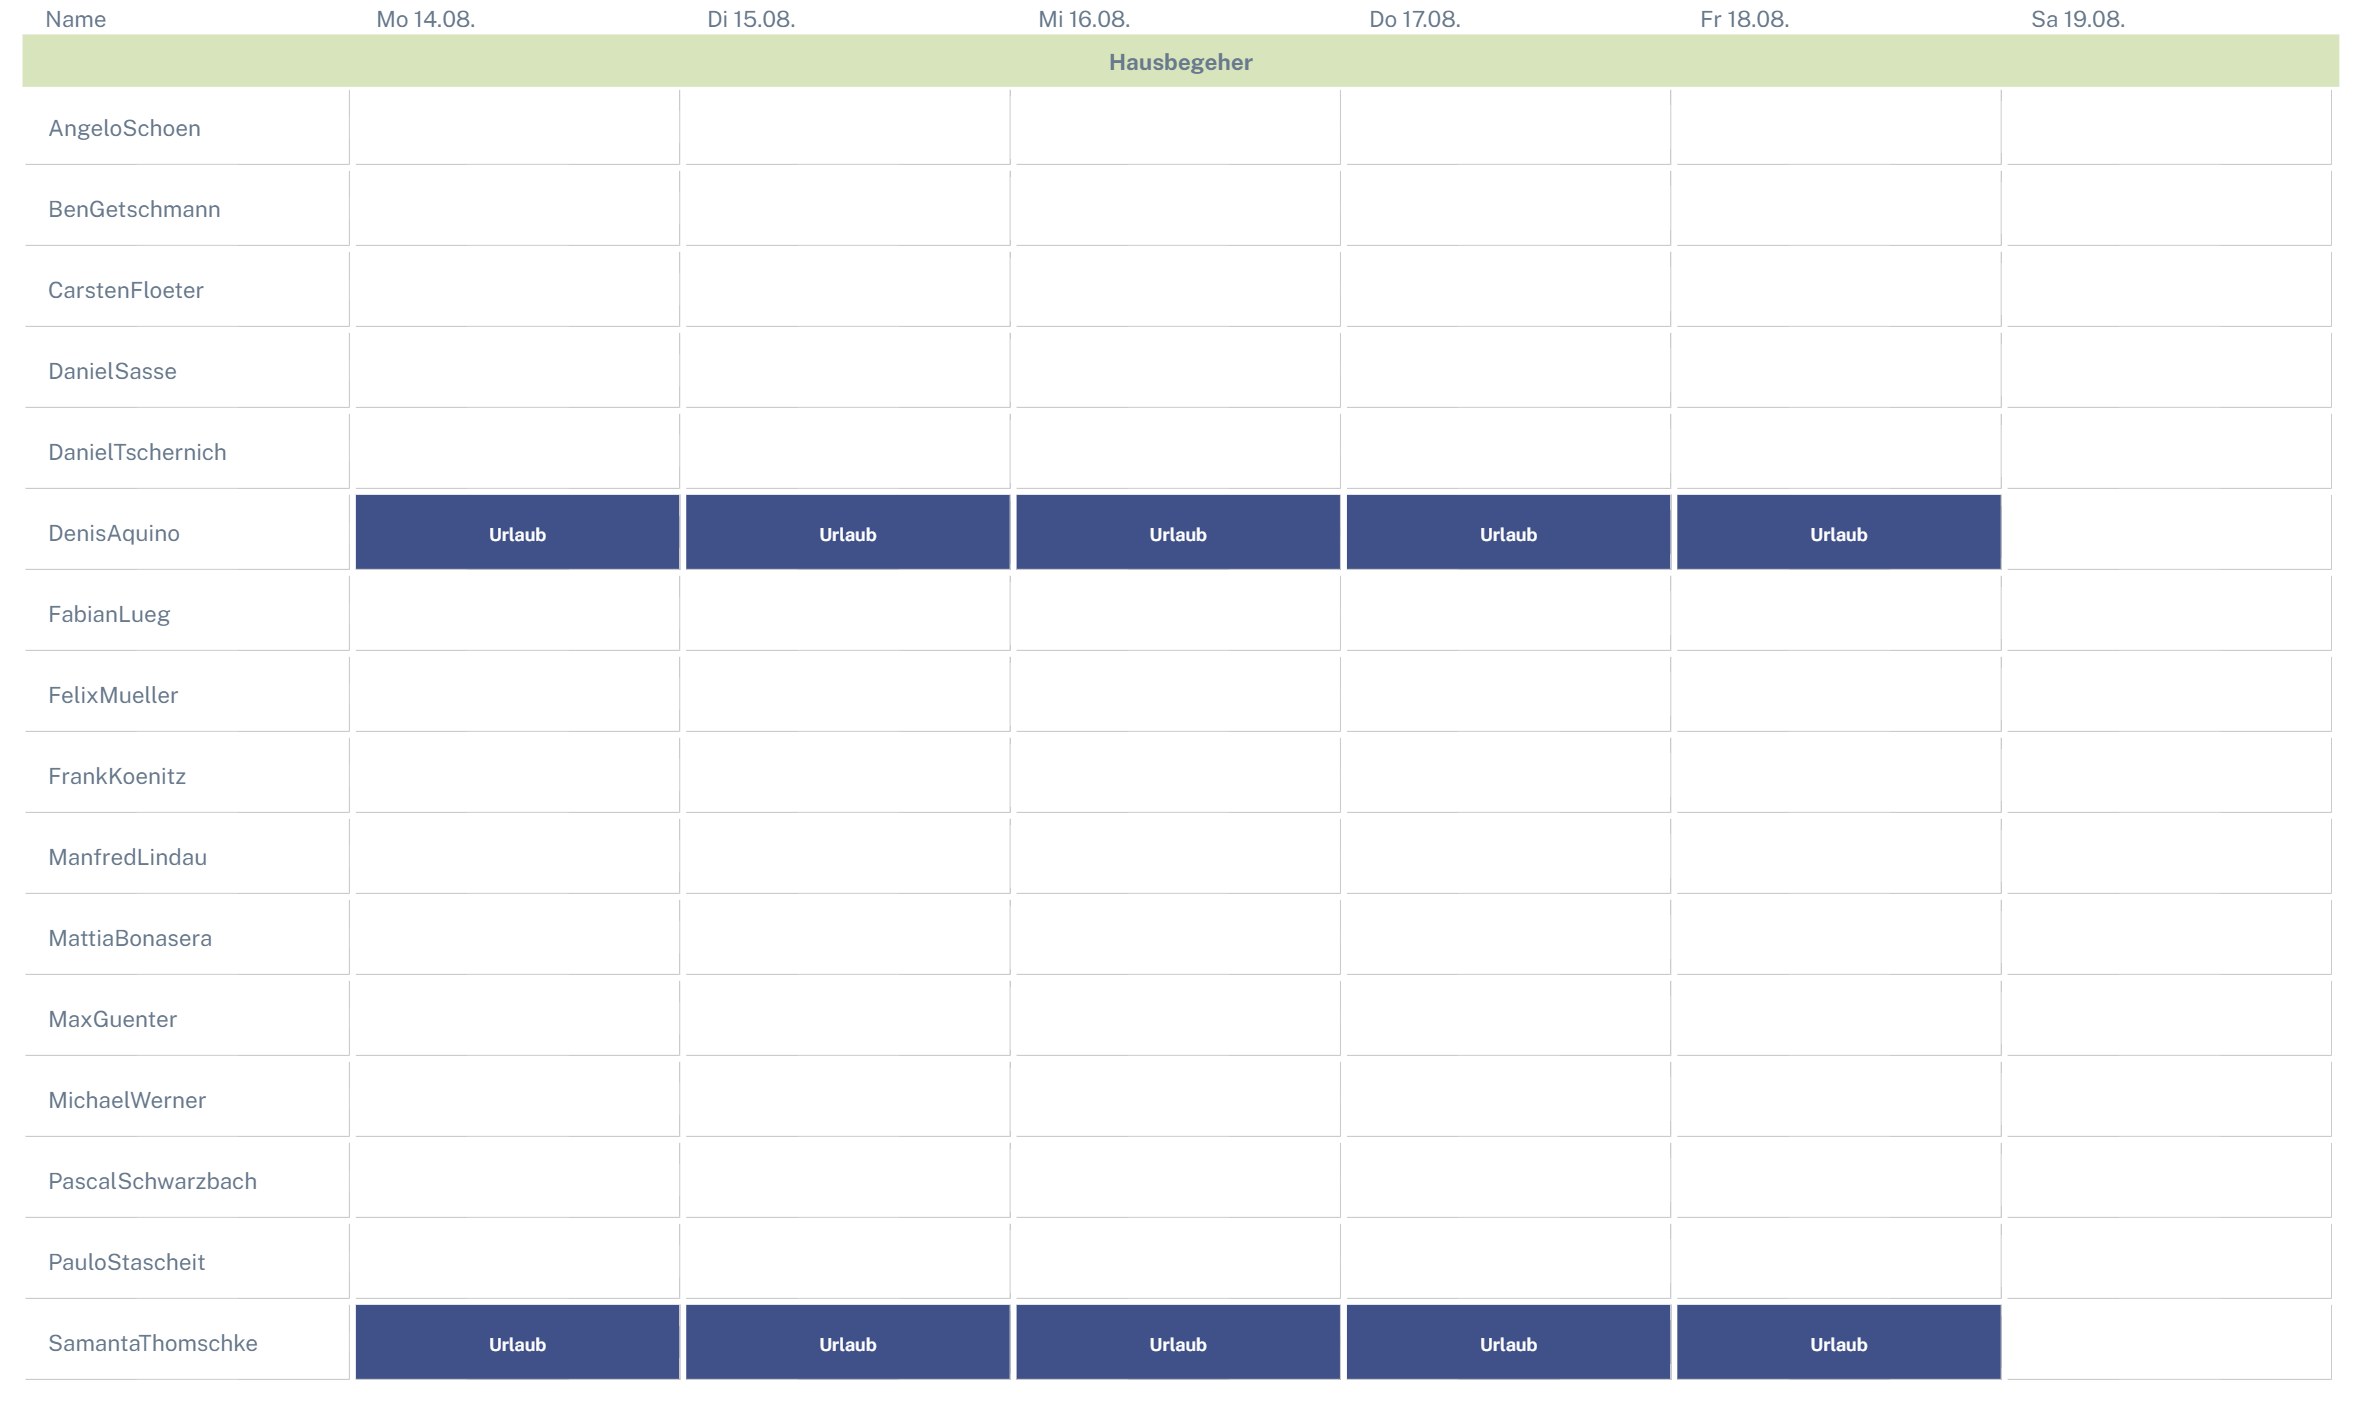 Name Mo 14.08. Di 15.08. Mi 16.08. Do 17.08. Fr 18.08. Sa 19.08.
Hausbegeher
AngeloSchoen
BenGetschmann
CarstenFloeter
DanielSasse
DanielTschernich
DenisAquino Urlaub Urlaub Urlaub Urlaub Urlaub
FabianLueg
FelixMueller
FrankKoenitz
ManfredLindau
MattiaBonasera
MaxGuenter
MichaelWerner
PascalSchwarzbach
PauloStascheit
SamantaThomschke Urlaub Urlaub Urlaub Urlaub Urlaub